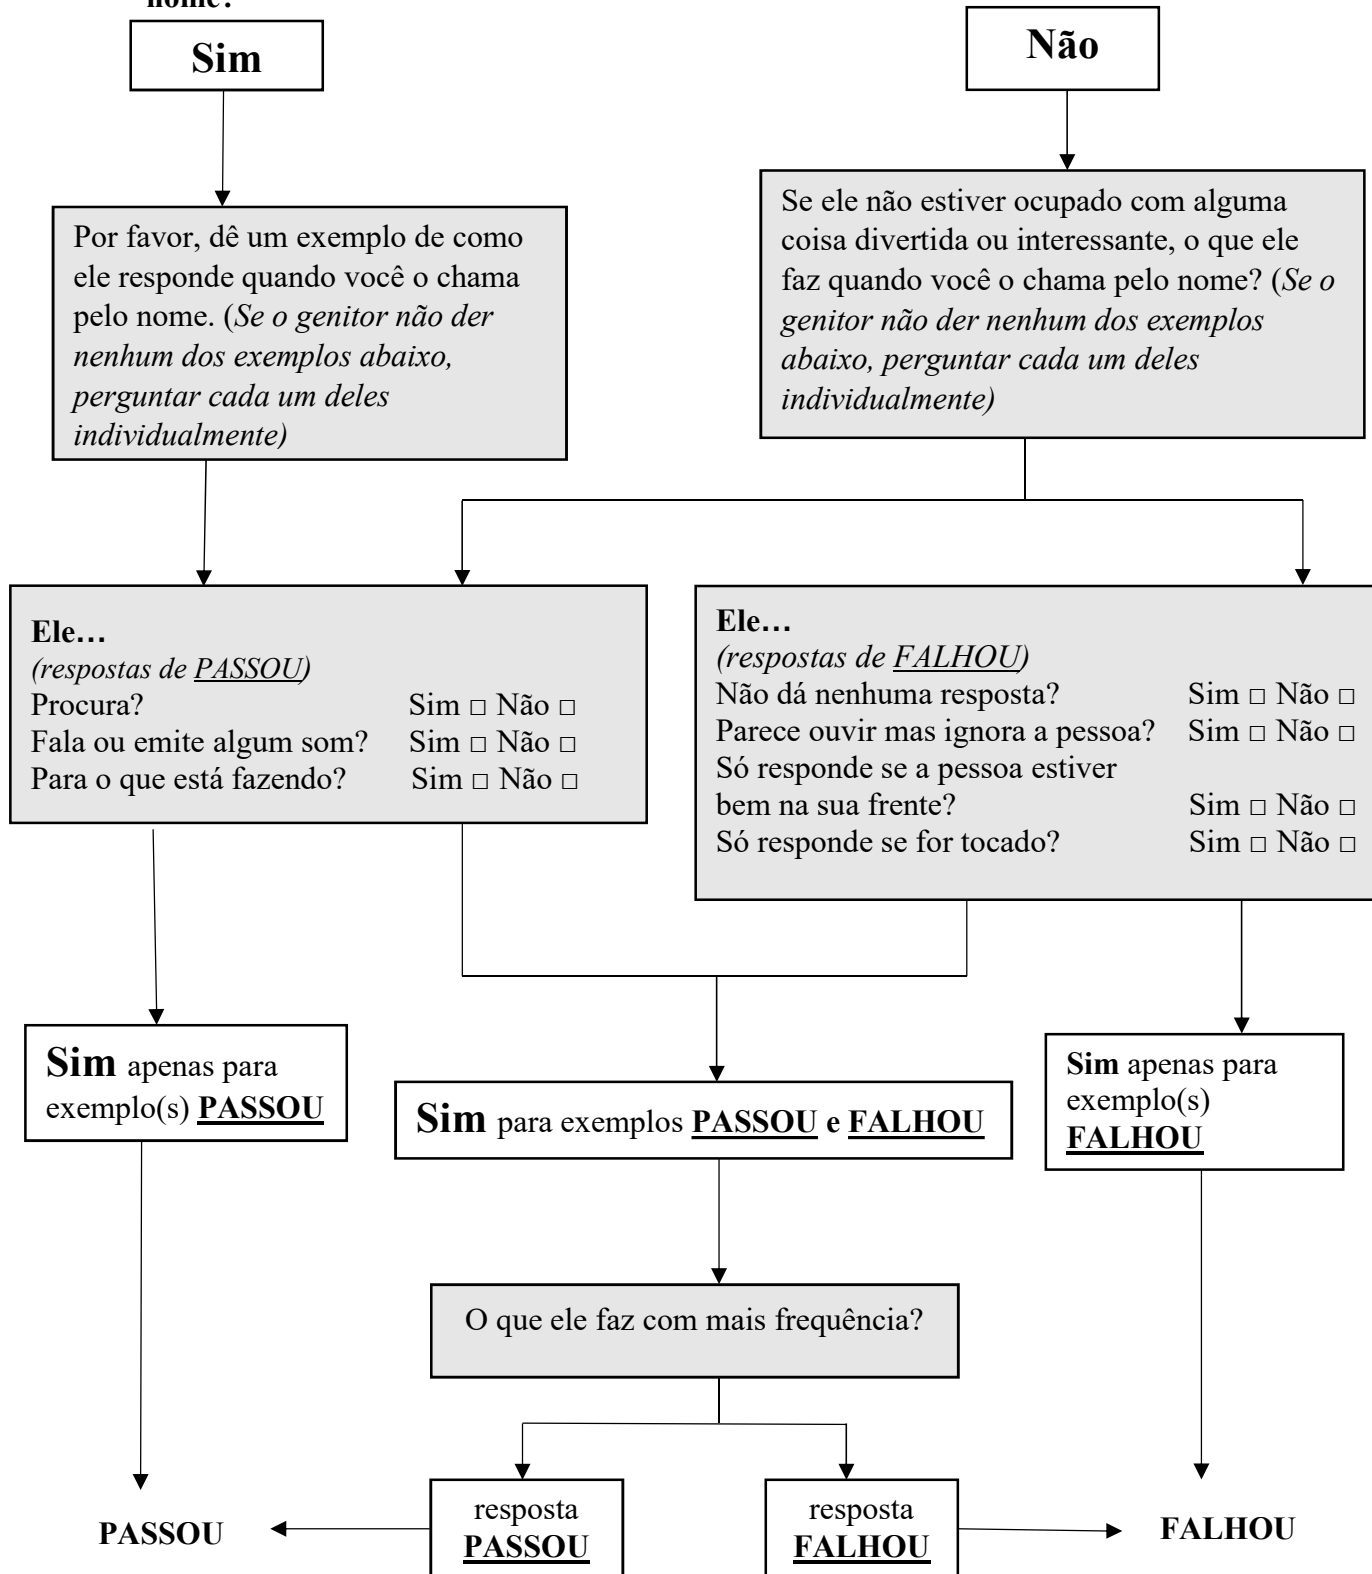 nome?
Sim
Não
Por favor, dê um exemplo de como
ele responde quando você o chama
pelo nome. (Se o genitor não der
nenhum dos exemplos abaixo,
perguntar cada um deles
individualmente)
Se ele não estiver ocupado com alguma
coisa divertida ou interessante, o que ele
faz quando você o chama pelo nome? (Se o
genitor não der nenhum dos exemplos
abaixo, perguntar cada um deles
individualmente)
Ele…
(respostas de PASSOU)
Procura? Sim □ Não □
Fala ou emite algum som? Sim □ Não □
Para o que está fazendo? Sim □ Não □
Ele…
(respostas de FALHOU)
Não dá nenhuma resposta? Sim □ Não □
Parece ouvir mas ignora a pessoa? Sim □ Não □
Só responde se a pessoa estiver
bem na sua frente? Sim □ Não □
Só responde se for tocado? Sim □ Não □
Sim apenas para
exemplo(s) PASSOU
Sim para exemplos PASSOU e FALHOU
Sim apenas para
exemplo(s)
FALHOU
O que ele faz com mais frequência?
PASSOU
resposta
PASSOU
resposta
FALHOU
FALHOU